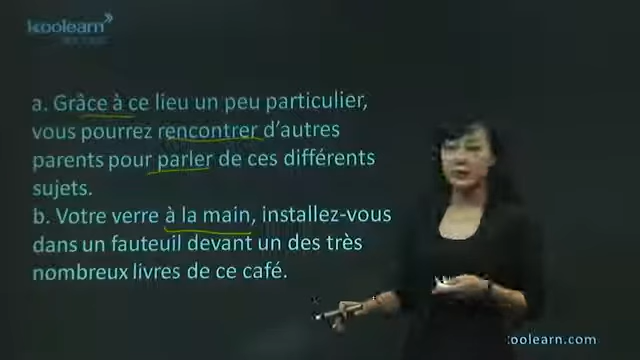 koolearn
a. Grâce à ce lieu un peu particulier,
vous pourrez rencontrer d'autres
parents pour parler de ces différents
sujets.
b. Votre verre à la main, installez-vous
dans un fauteuil devant un des très
nombreux livres de ce café.
oolearn.com